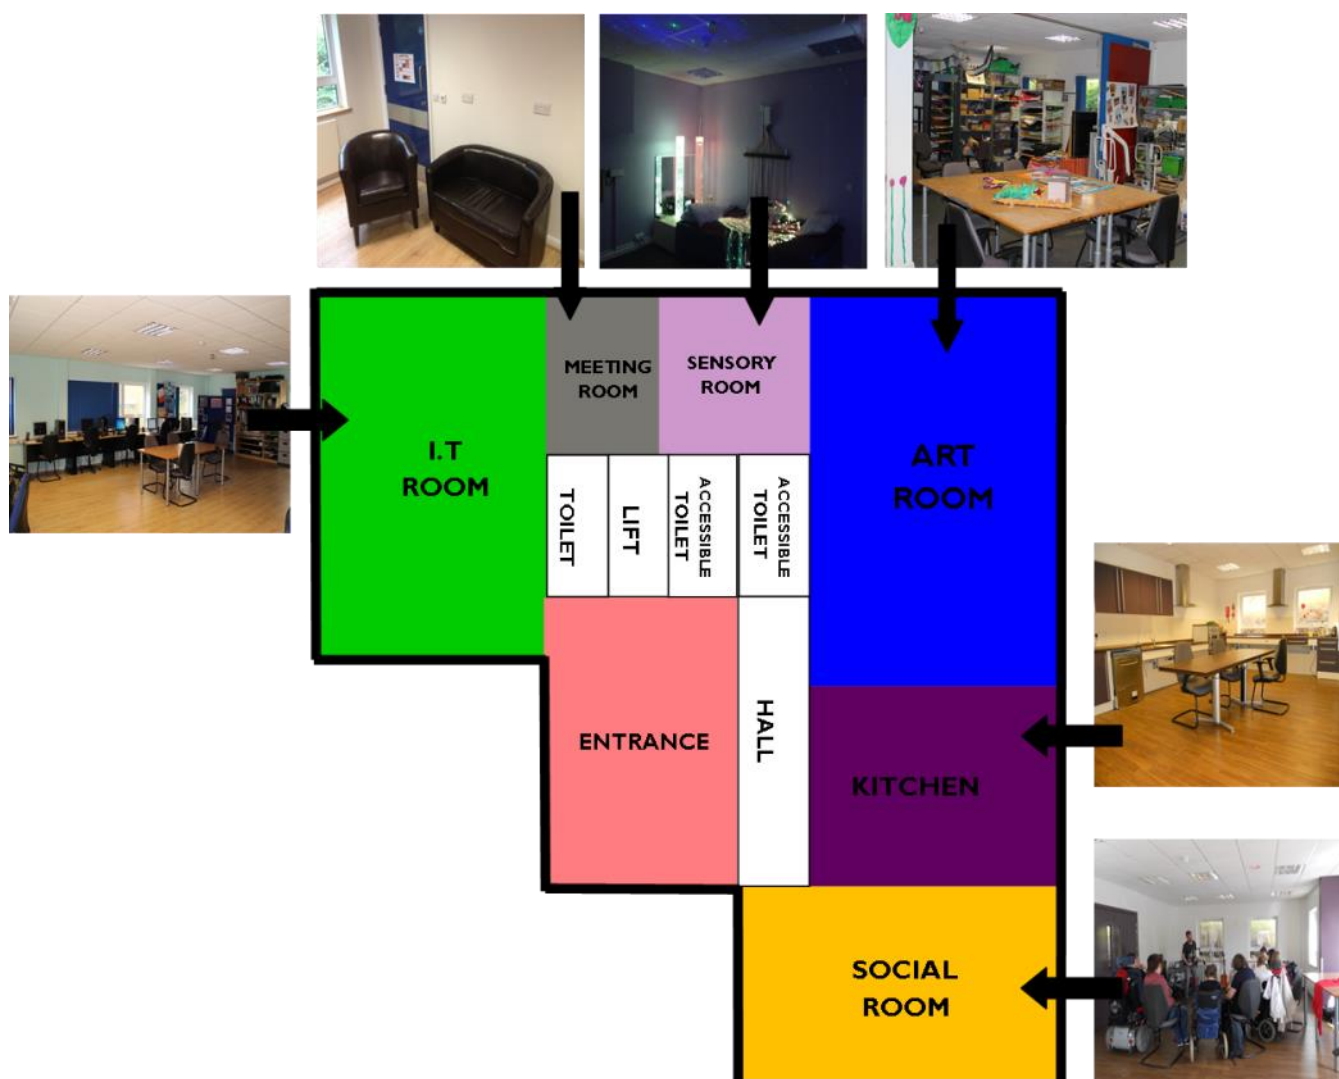 MEETING
ROOM
SENSORY
ROOM
I.T
ROOM
ART
ROOM
TOILET
LIFT
ACCESSIBLE
TOILET
ACCESSIBLE
TOILET
ENTRANCE
HALL
KITCHEN
SOCIAL
ROOM